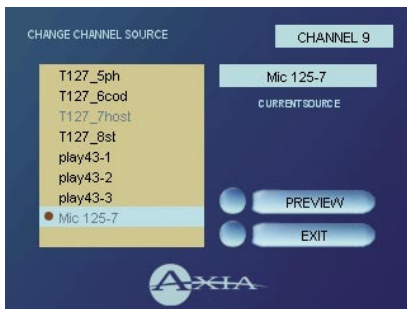 CHANGE CHANNEL SOURCE
CHANNEL 9
T127_5ph
T127_6cod
T127_7host
T127_8st
play43-1
play43-2
play43-3
Mic 125-7
Mic 125-7
CURRENT SOURCE
PREVIEW
EXIT
AXIA